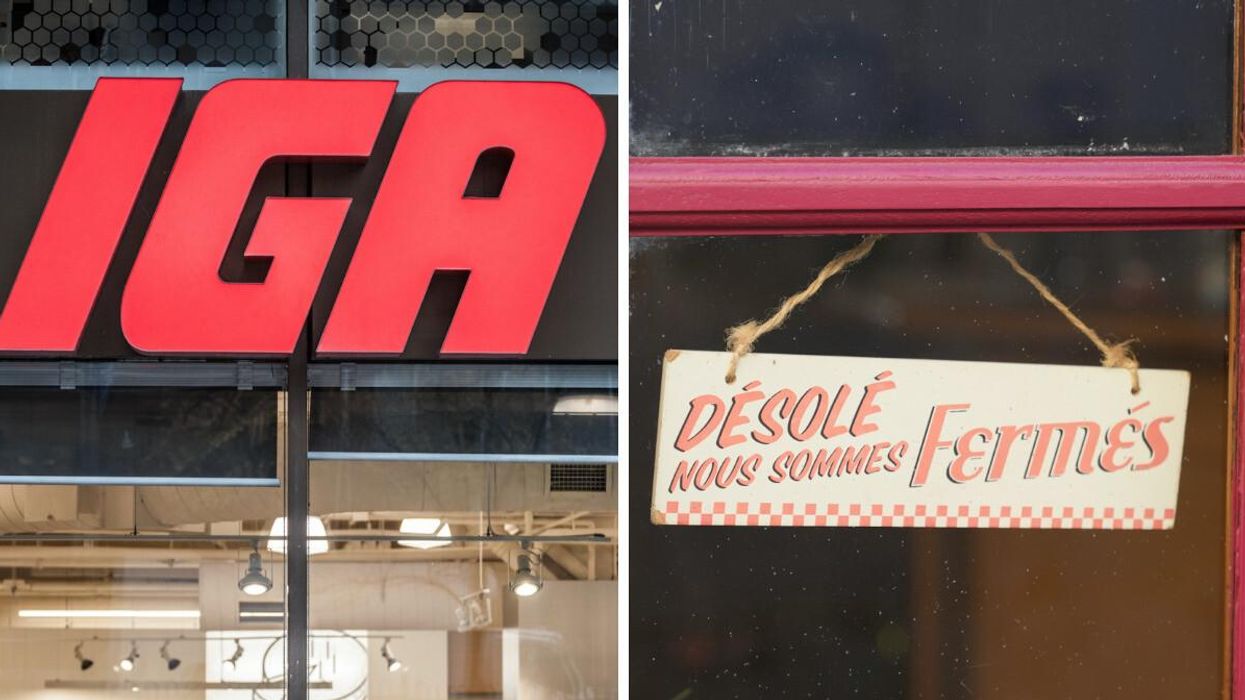 IGA
DÉSOLÉ
NOUS SOMMES Fermés